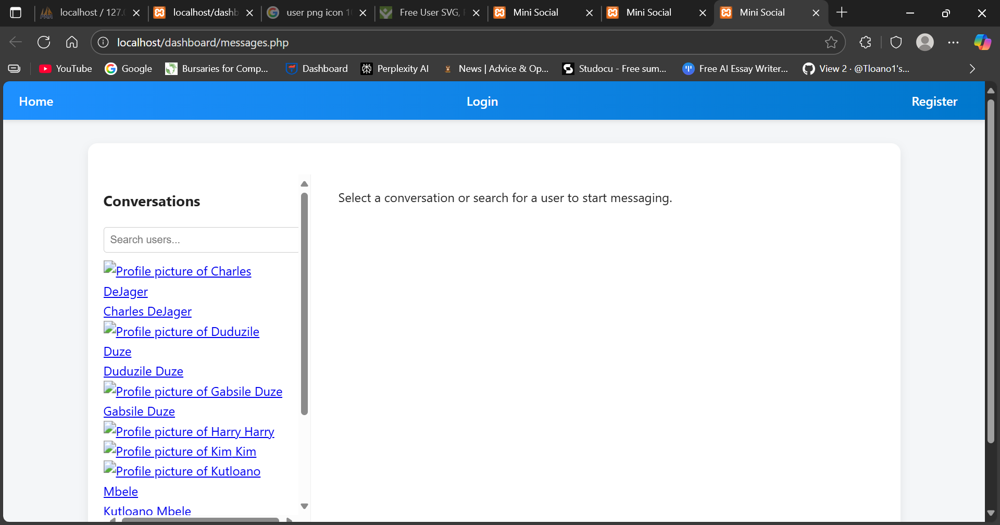 localhost / 127.0
localhost/dashb
user png icon 1
Free User SVG,
Mini Social
Mini Social
Mini Social
localhost/dashboard/messages.php
YouTube
Google
Bursaries for Comp...
Dashboard
Perplexity AI
News | Advice & Op...
Studocu - Free sum...
Free AI Essay Writer...
View 2 · @Tloano1's...
Home
Login
Register
Conversations
Search users...
Profile picture of Charles
DeJager
Charles DeJager
Profile picture of Duduzile
Duze
Duduzile Duze
Profile picture of Gabsile Duze
Gabsile Duze
Profile picture of Harry Harry
Profile picture of Kim Kim
Profile picture of Kutloano
Mbele
Kutloano Mbele
Select a conversation or search for a user to start messaging.